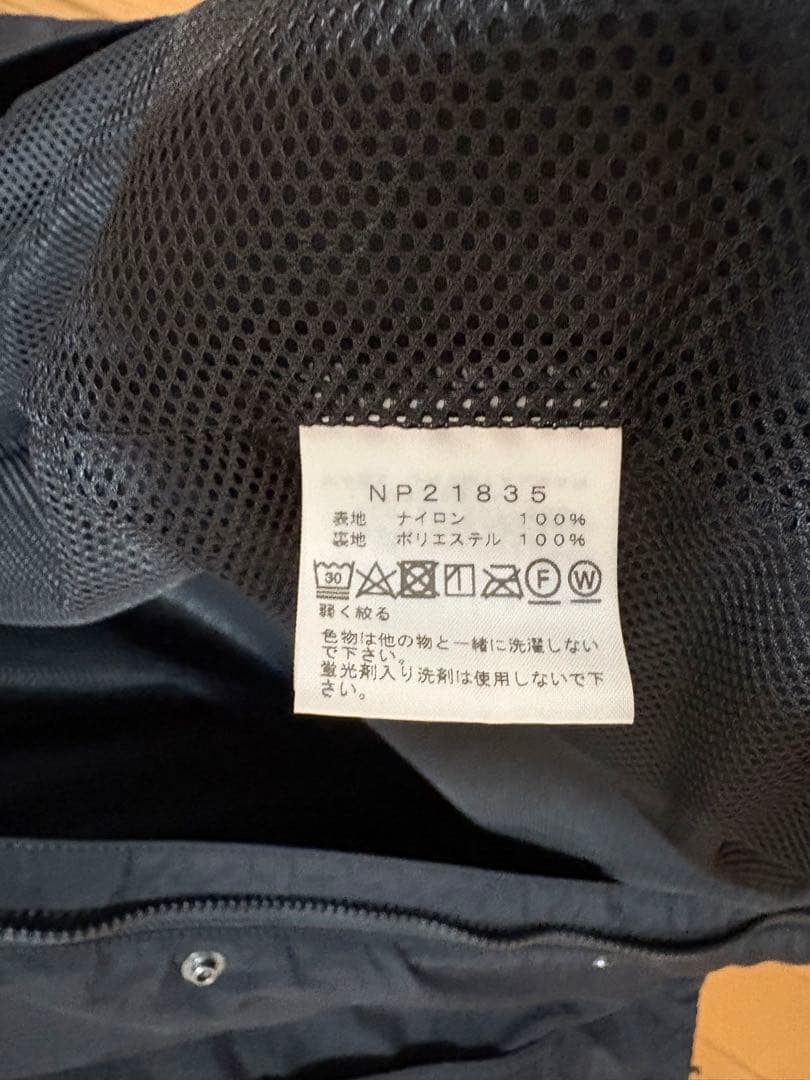 NP21835
表地 ナイロン 100%
裏地 ポリエステル 100%
30 F W
弱く絞る
色物は他の物と一緒に洗濯しない
で下さい。
蛍光剤入り洗剤は使用しないで下
さい。